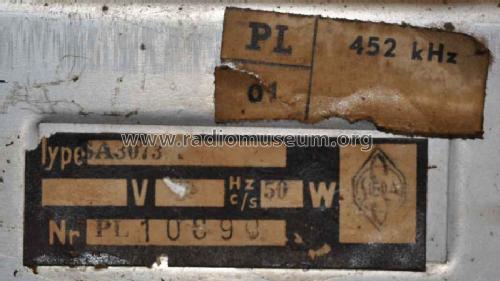 PL 452 kHz
01
www.radiomuseum.org
Type SA3073
V Hz c/s 50 W
Nr PL 10890